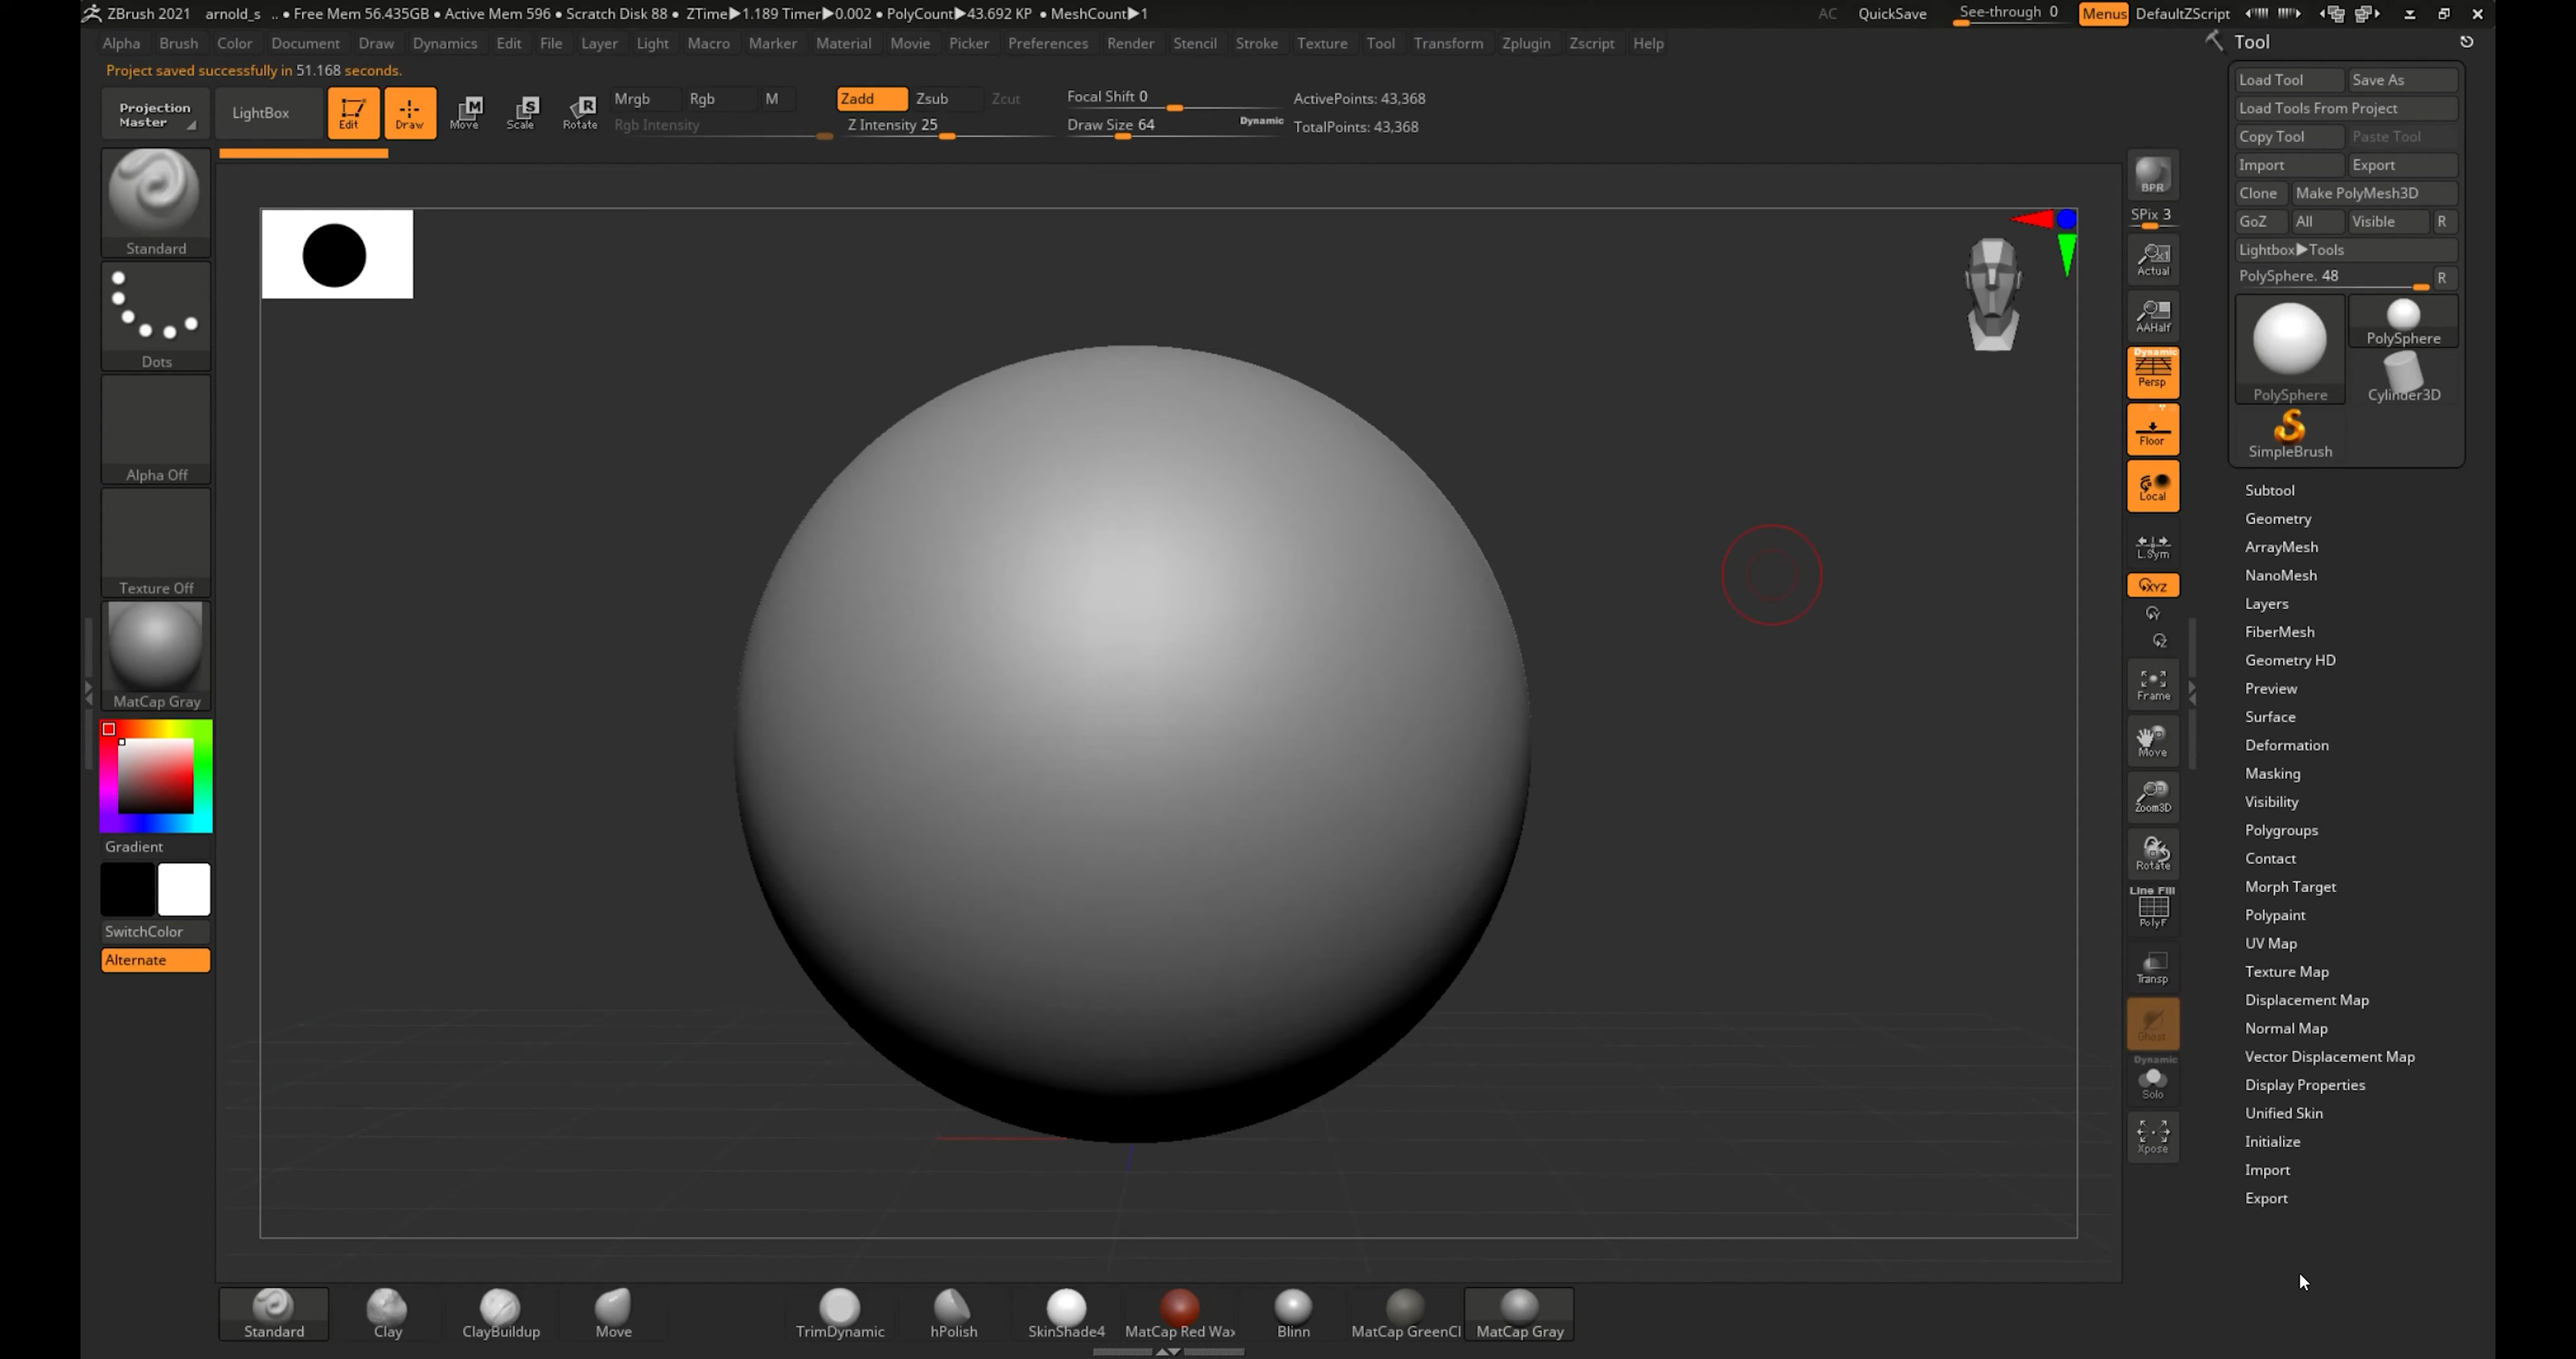 ZBrush 2021 arnold_s .. • Free Mem 56.435GB • Active Mem 596 • Scratch Disk 88 • ZTime▶1.189 Timer▶0.002 • PolyCount▶43.692 KP • MeshCount▶1 AC QuickSave See-through 0 Menus DefaultZScript
Alpha Brush Color Document Draw Dynamics Edit File Layer Light Macro Marker Material Movie Picker Preferences Render Stencil Stroke Texture Tool Transform Zplugin Zscript Help
Project saved successfully in 51.168 seconds.
Projection
Master
LightBox
Edit
Draw
M
Move
S
Scale
R
Rotate
Mrgb Rgb M
Rgb Intensity
Zadd Zsub Zcut
Z Intensity 25
Focal Shift 0
Draw Size 64
Dynamic
ActivePoints: 43,368
TotalPoints: 43,368
Standard
Dots
Alpha Off
Texture Off
MatCap Gray
Gradient
SwitchColor
Alternate
BPR
SPix 3
Actual
AAHalf
Dynamic
Persp
Floor
Local
L.Sym
XYZ
Y
Z
Frame
Move
Zoom3D
Rotate
Line Fill
PolyF
Transp
Ghost
Dynamic
Solo
Xpose
Tool
Load Tool Save As
Load Tools From Project
Copy Tool Paste Tool
Import Export
Clone Make PolyMesh3D
GoZ All Visible R
Lightbox▶Tools
PolySphere. 48 R
PolySphere
PolySphere
Cylinder3D
SimpleBrush
Subtool
Geometry
ArrayMesh
NanoMesh
Layers
FiberMesh
Geometry HD
Preview
Surface
Deformation
Masking
Visibility
Polygroups
Contact
Morph Target
Polypaint
UV Map
Texture Map
Displacement Map
Normal Map
Vector Displacement Map
Display Properties
Unified Skin
Initialize
Import
Export
Standard Clay ClayBuildup Move TrimDynamic hPolish SkinShade4 MatCap Red Wax Blinn MatCap GreenCl MatCap Gray